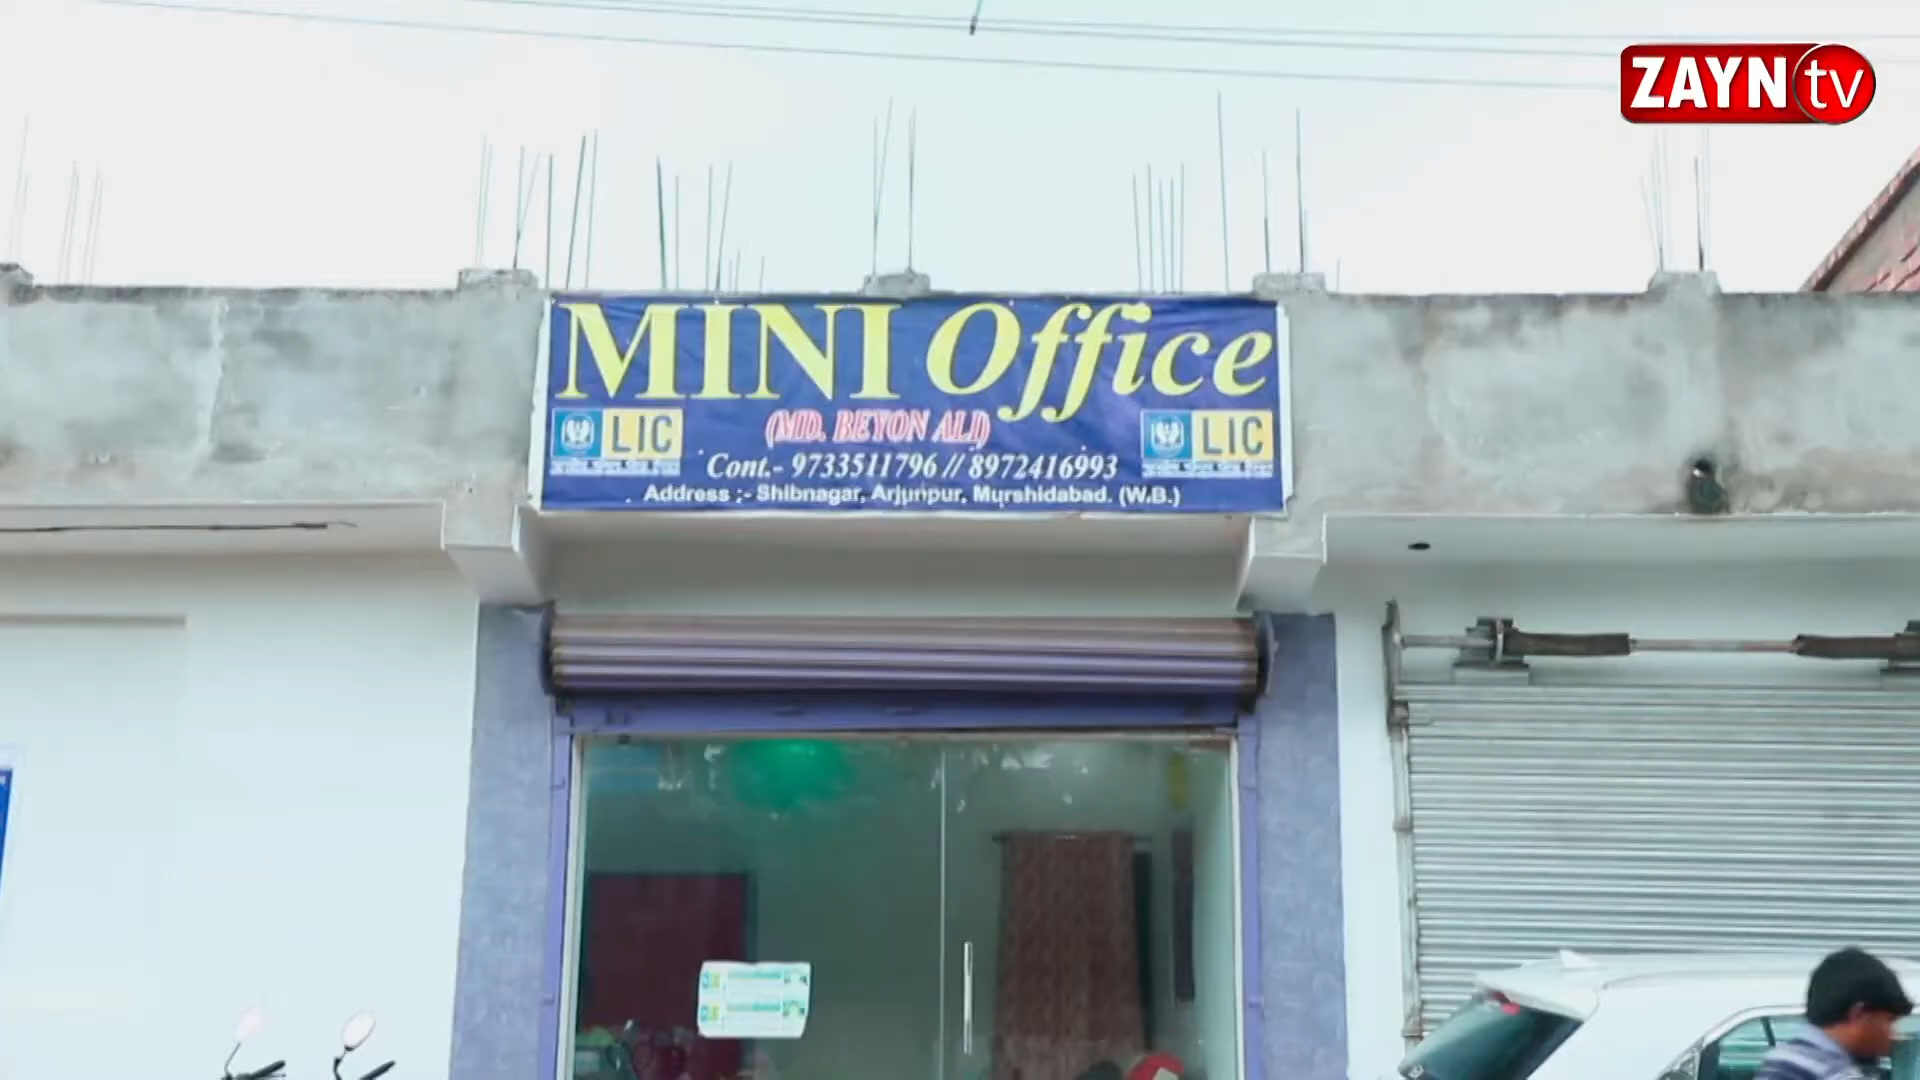 ZAYN tv
MINI Office
LIC
(MD. BEYON ALI)
LIC
Cont.- 9733511796 // 8972416993
Address :- Shibnagar, Arjunpur, Murshidabad. (W.B.)